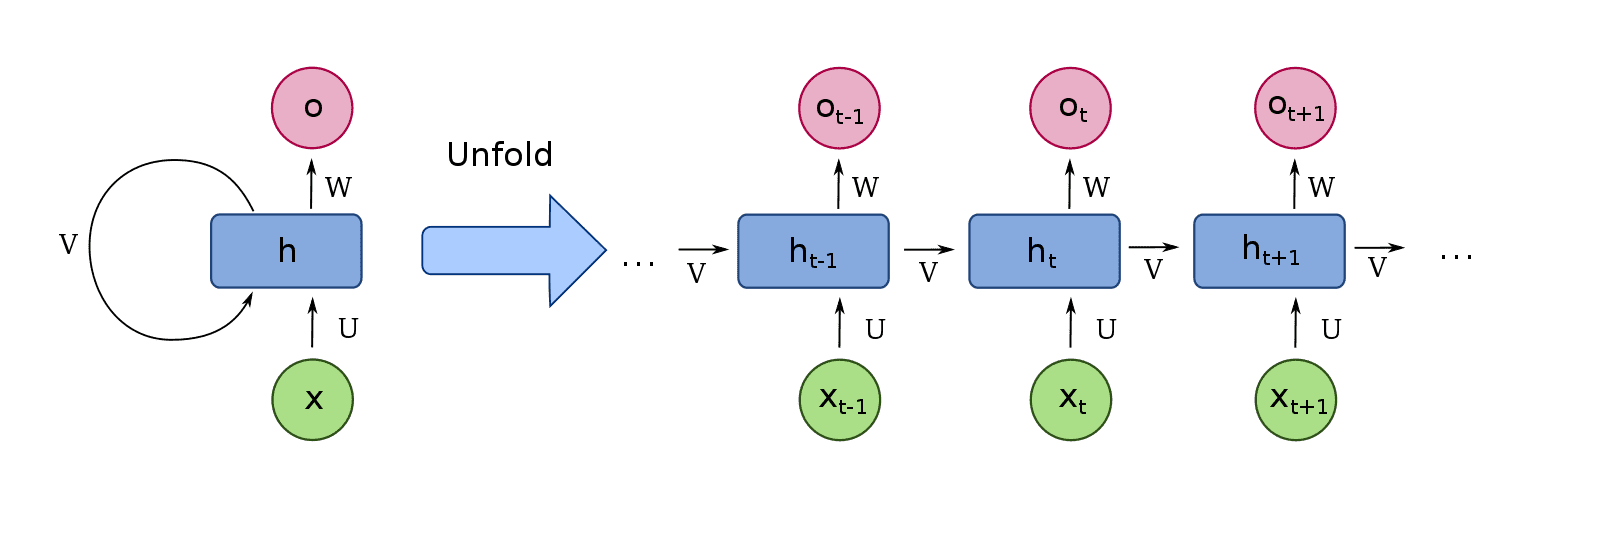 o
o_{t-1}
o_t
o_{t+1}
Unfold
W
W
W
W
V
h
...
V
h_{t-1}
V
h_t
V
h_{t+1}
V
...
U
U
U
U
x
x_{t-1}
x_t
x_{t+1}